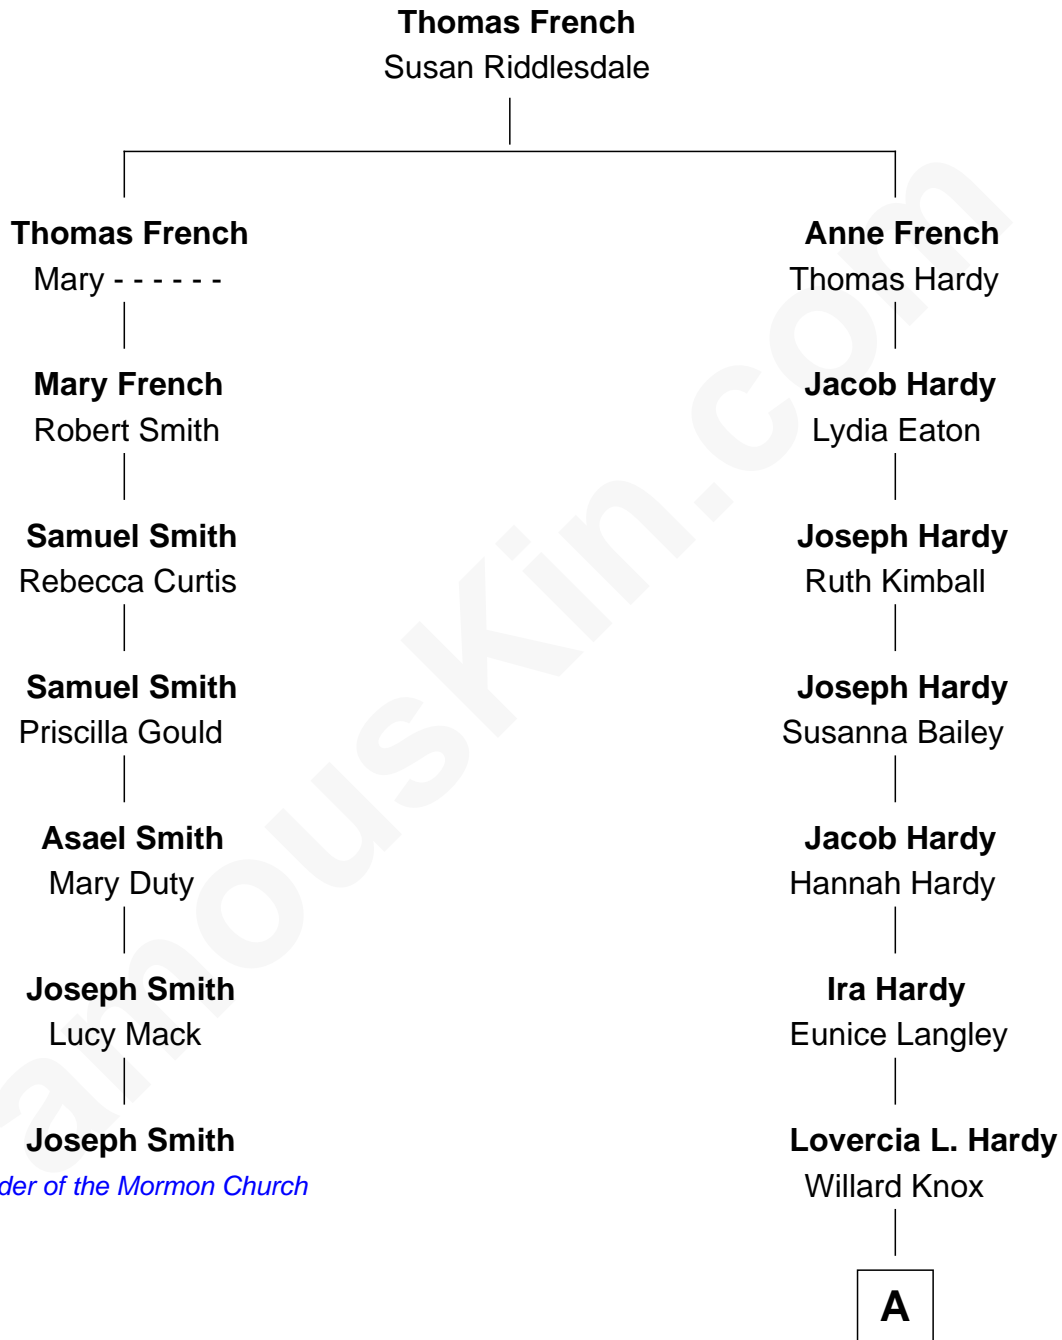 Thomas French
Susan Riddlesdale
Thomas French
Anne French
Mary - - - - - -
Thomas Hardy
Mary French
Jacob Hardy
Robert Smith
Lydia Eaton
Samuel Smith
Joseph Hardy
Rebecca Curtis
Ruth Kimball
Samuel Smith
Joseph Hardy
Priscilla Gould
Susanna Bailey
Asael Smith
Jacob Hardy
Mary Duty
Hannah Hardy
Joseph Smith
Ira Hardy
Lucy Mack
Eunice Langley
Joseph Smith
Lovercia L. Hardy
der of the Mormon Church
Willard Knox
A
amouskin.com